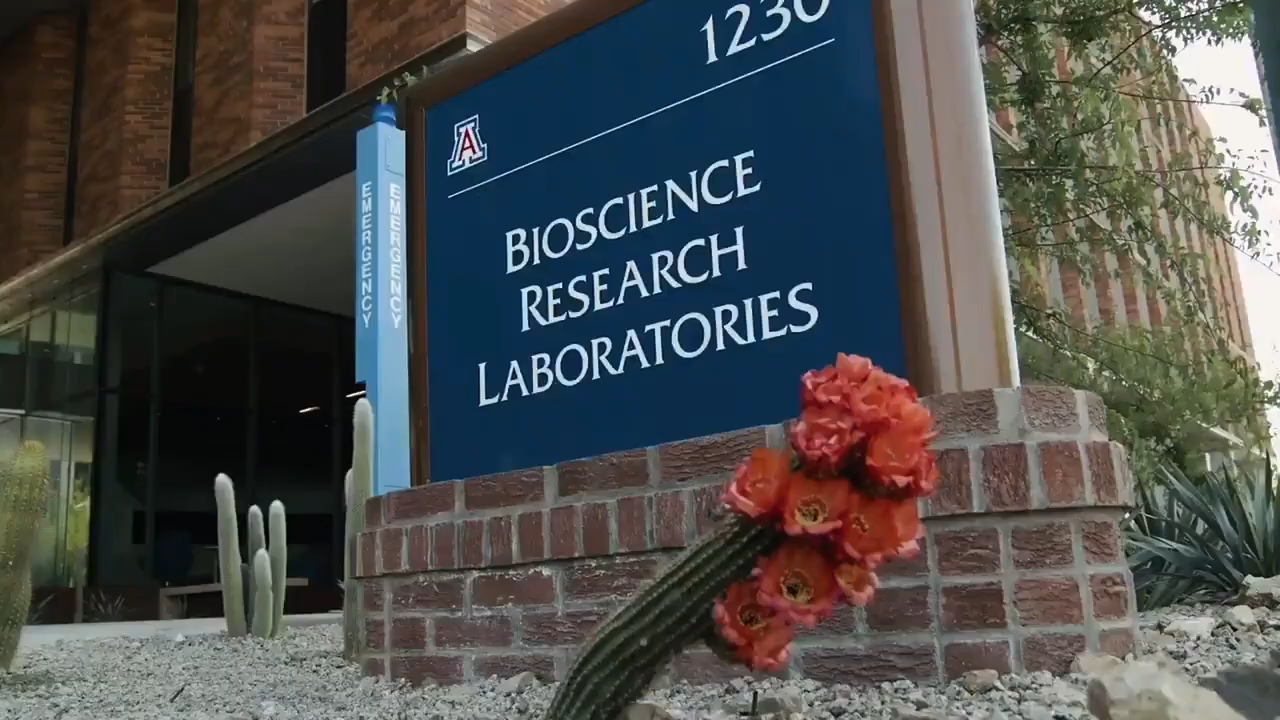 1230
A
BIOSCIENCE
RESEARCH
LABORATORIES
EMERGENCY
EMERGENCY